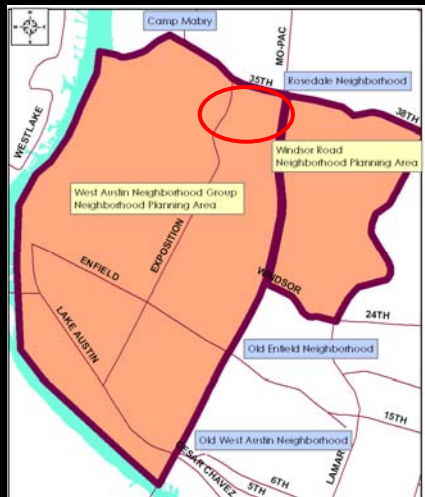 Camp Mabry
MO-PAC
35TH
Rosedale Neighborhood
38TH
WESTLAKE
Windsor Road
Neighborhood Planning Area
West Austin Neighborhood Group
Neighborhood Planning Area
EXPOSITION
ENFIELD
WINDSOR
LAKE AUSTIN
24TH
Old Enfield Neighborhood
15TH
Old West Austin Neighborhood
CESAR CHAVEZ
6TH
5TH
LAMAR